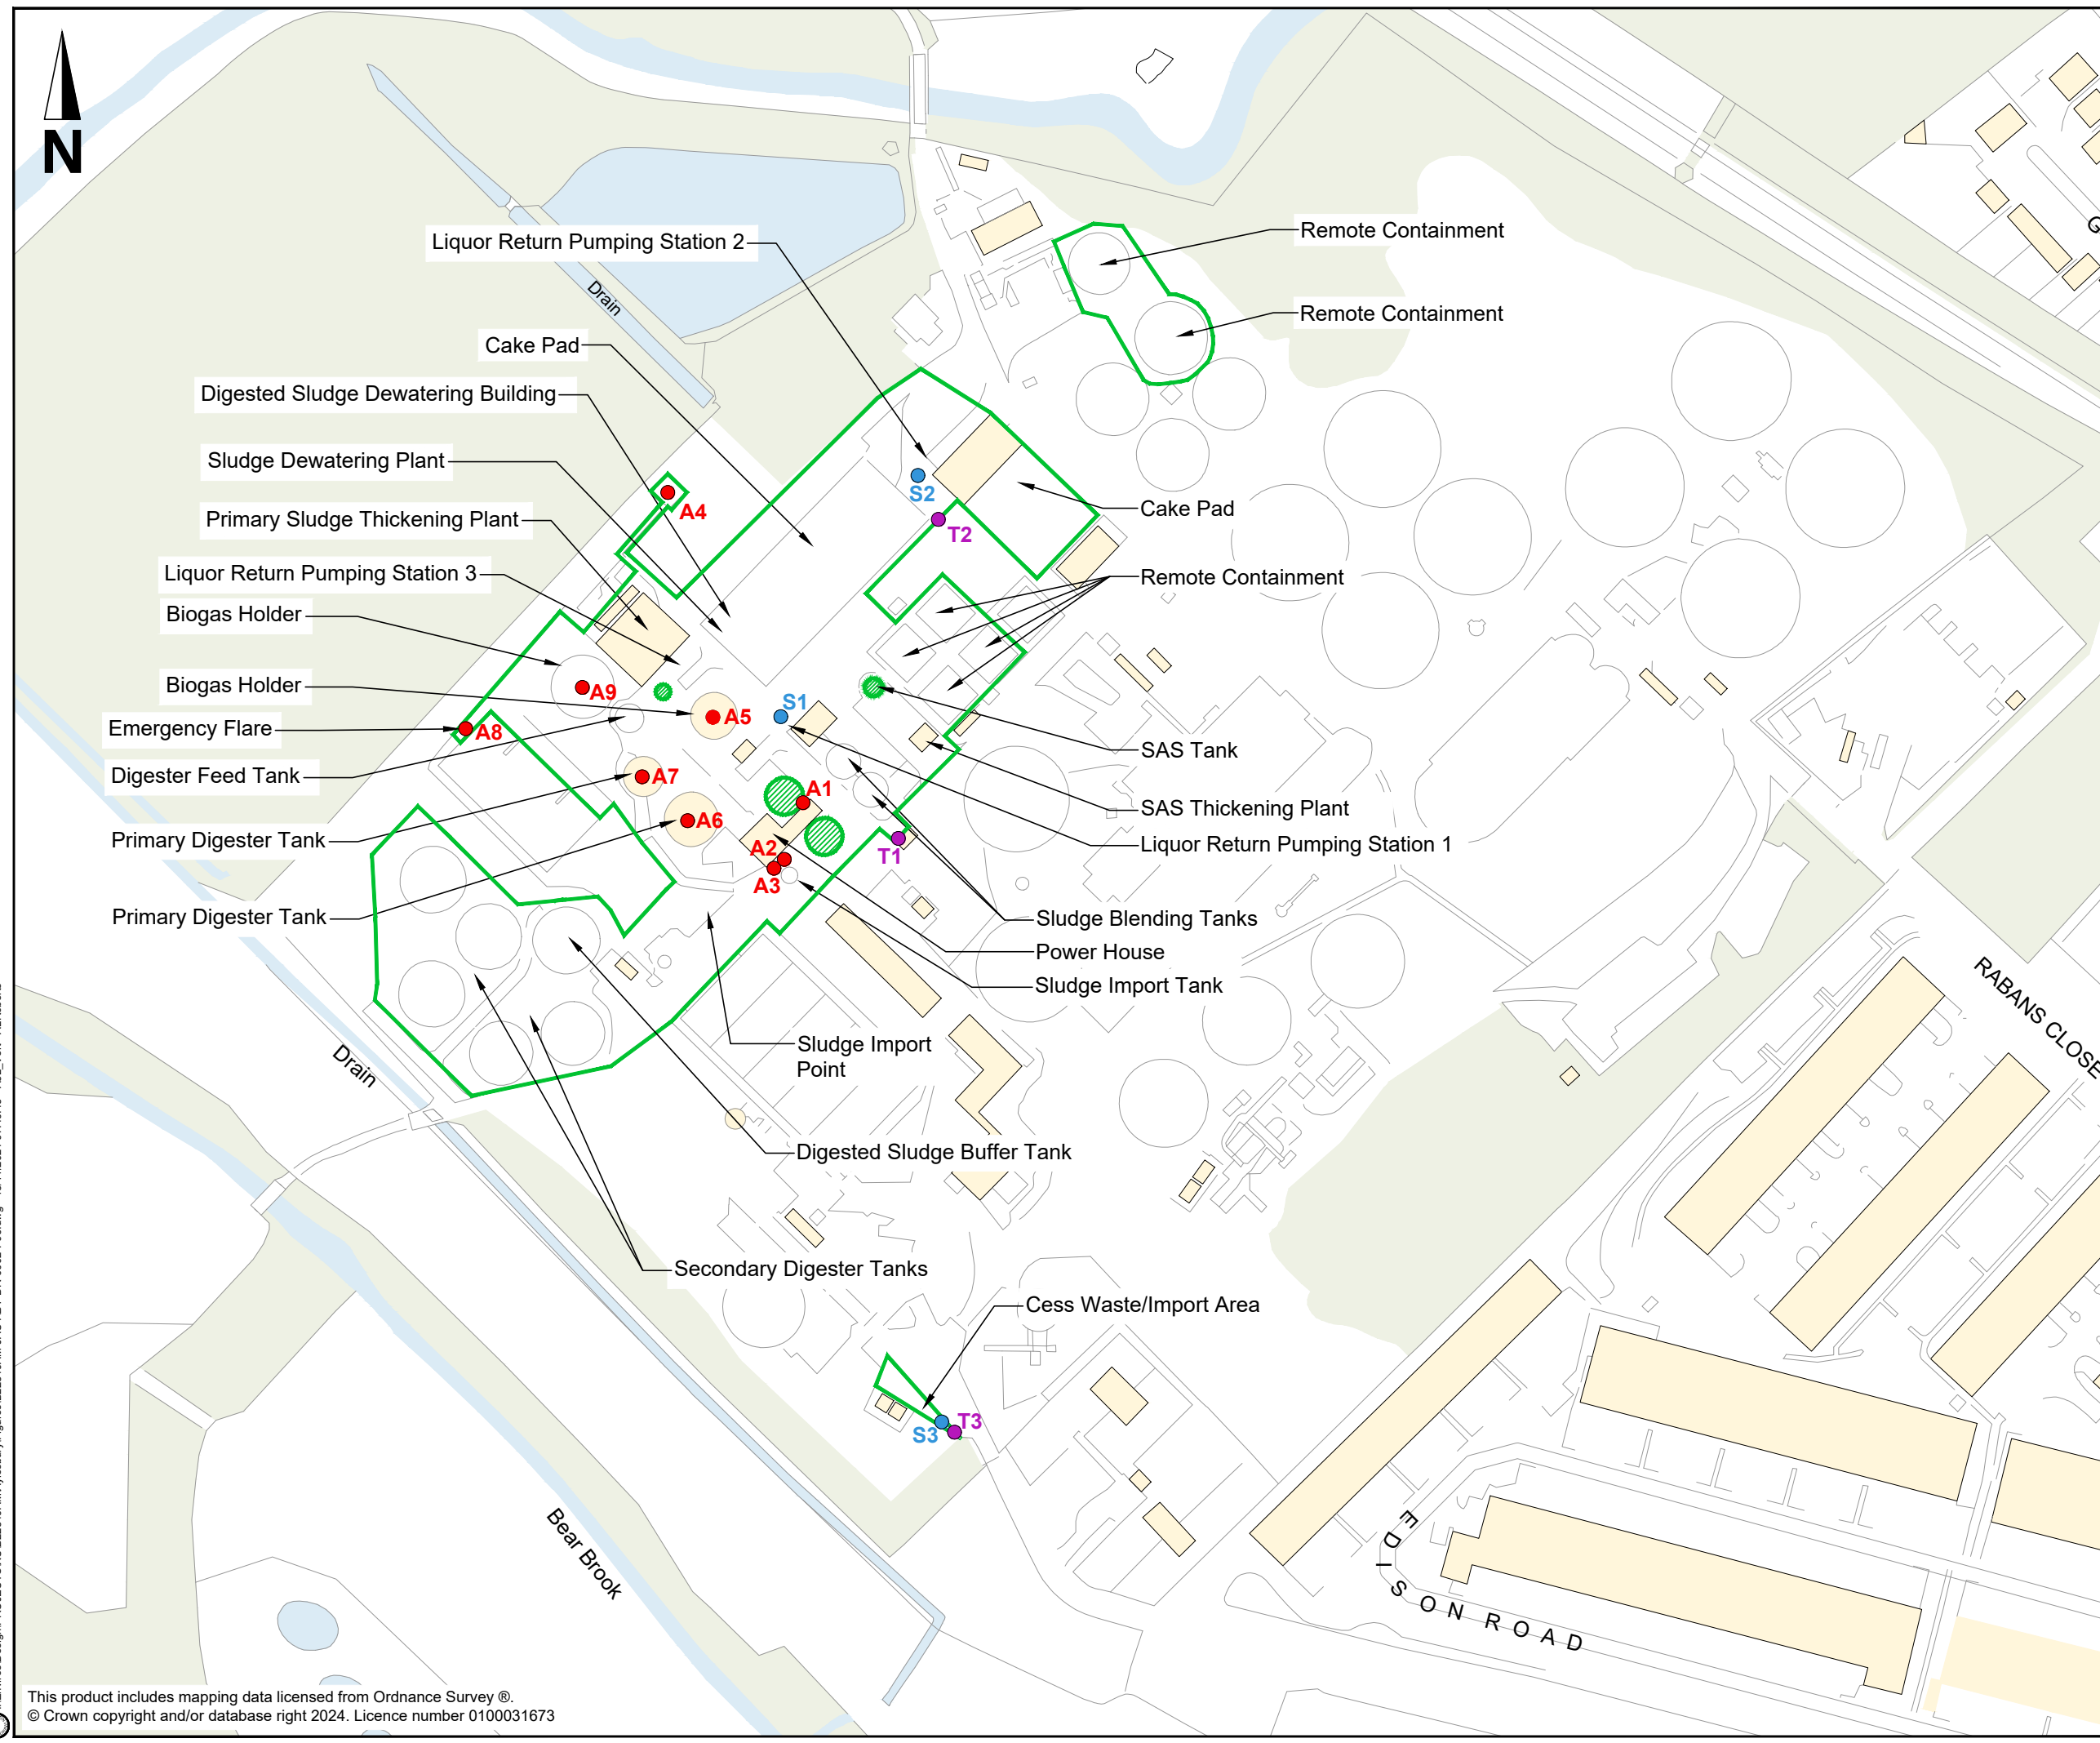 N
Liquor Return Pumping Station 2
Remote Containment
Remote Containment
Drain
Cake Pad
Digested Sludge Dewatering Building
Sludge Dewatering Plant
Primary Sludge Thickening Plant
Liquor Return Pumping Station 3
Biogas Holder
Biogas Holder
Emergency Flare
Digester Feed Tank
Primary Digester Tank
Primary Digester Tank
A4
S2
T2
Cake Pad
Remote Containment
A9
A5
S1
A8
A7
A1
A6
A2
A3
T1
SAS Tank
SAS Thickening Plant
Liquor Return Pumping Station 1
Sludge Blending Tanks
Power House
Sludge Import Tank
Sludge Import
Point
Digested Sludge Buffer Tank
Secondary Digester Tanks
Cess Waste/Import Area
T3
S3
Drain
Bear Brook
RABANS CLOSE
EDISON ROAD
This product includes mapping data licensed from Ordnance Survey ®.
© Crown copyright and/or database right 2024. Licence number 0100031673